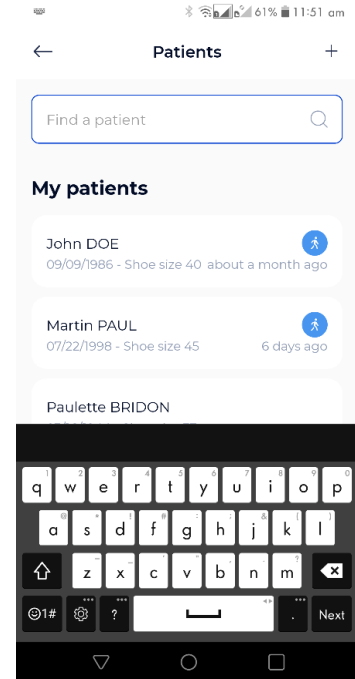 61% 11:51 am
Patients
Find a patient
My patients
John DOE
09/09/1986 - Shoe size 40 about a month ago
Martin PAUL
07/22/1998 - Shoe size 45 6 days ago
Paulette BRIDON
q w e r t y u i o p
a s d f g h j k l
z x c v b n m
1# ? . Next